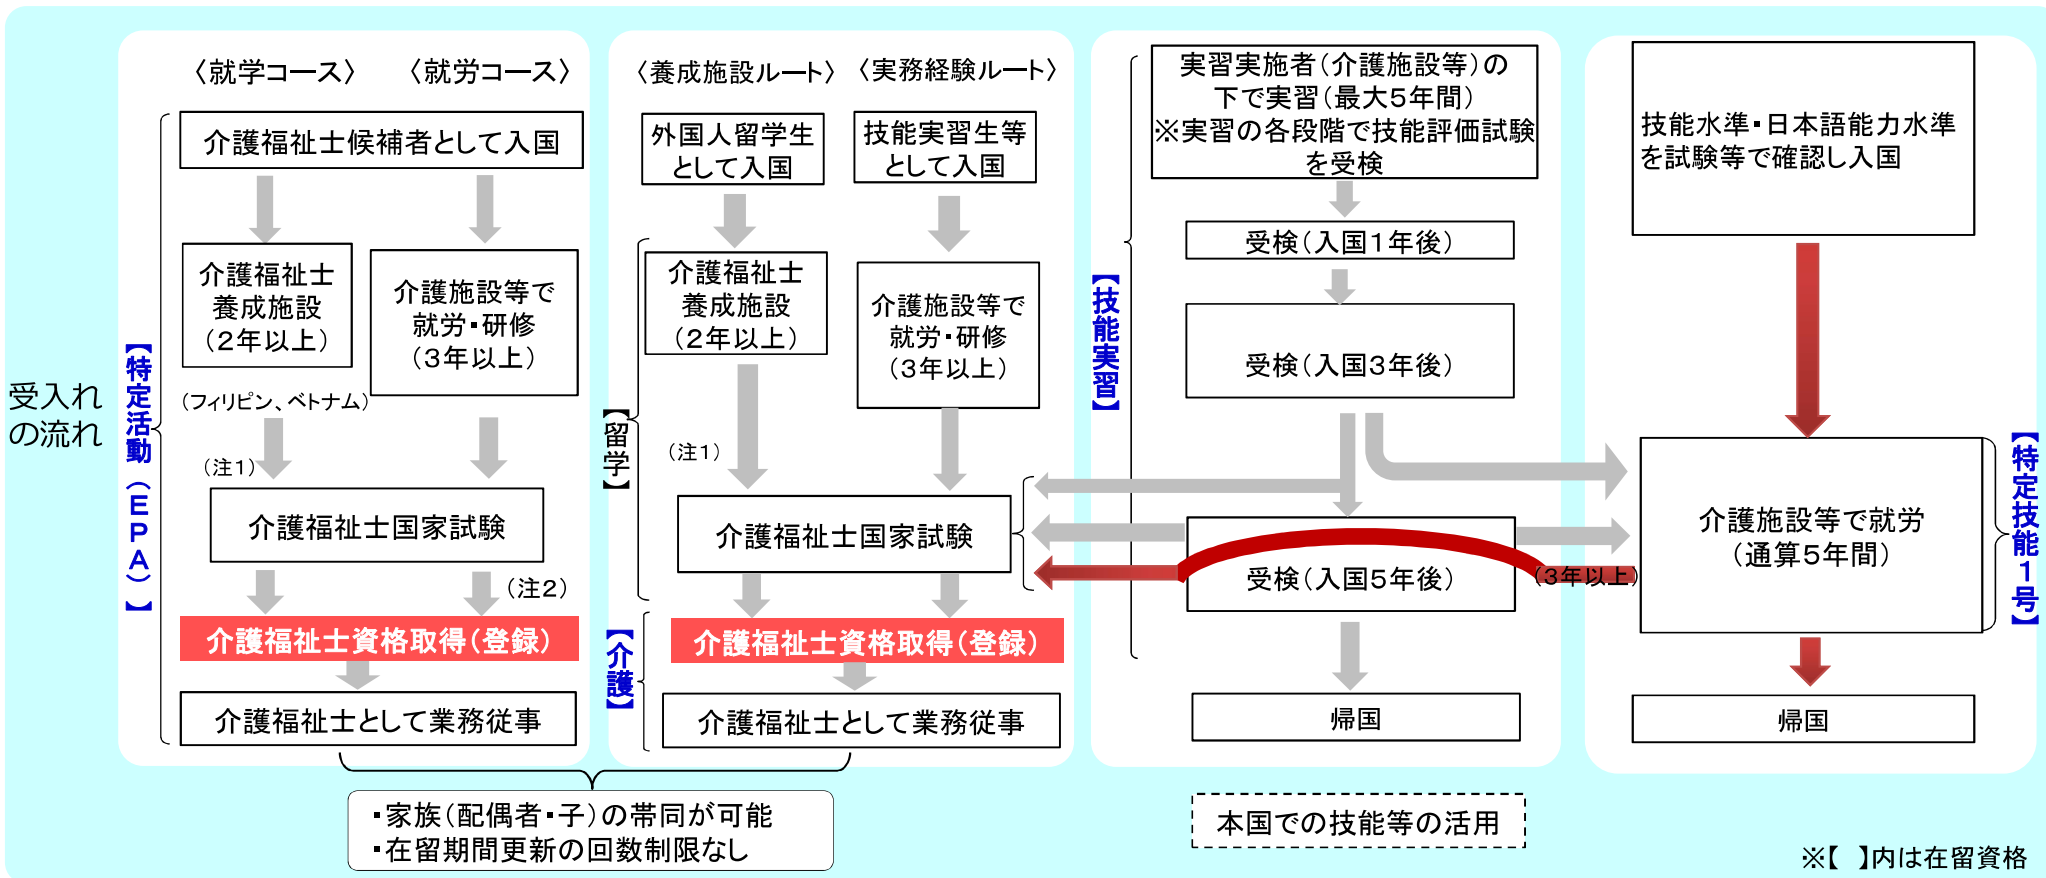 受入れ
の流れ
【特定活動（ＥＰＡ）】
〈就学コース〉
〈就労コース〉
介護福祉士候補者として入国
介護福祉士
養成施設
（２年以上）
介護施設等で
就労・研修
（３年以上）
（フィリピン、ベトナム）
（注１）
介護福祉士国家試験
（注２）
介護福祉士資格取得（登録）
介護福祉士として業務従事
〈養成施設ルート〉
〈実務経験ルート〉
外国人留学生
として入国
技能実習生等
として入国
【留学】
介護福祉士
養成施設
（２年以上）
介護施設等で
就労・研修
（３年以上）
（注１）
介護福祉士国家試験
【介護】
介護福祉士資格取得（登録）
介護福祉士として業務従事
・家族（配偶者・子）の帯同が可能
・在留期間更新の回数制限なし
【技能実習】
実習実施者（介護施設等）の
下で実習（最大５年間）
※実習の各段階で技能評価試験
を受検
受検（入国１年後）
受検（入国３年後）
受検（入国５年後）
帰国
本国での技能等の活用
技能水準・日本語能力水準
を試験等で確認し入国
介護施設等で就労
（通算５年間）
（３年以上）
【特定技能１号】
帰国
※【　】内は在留資格